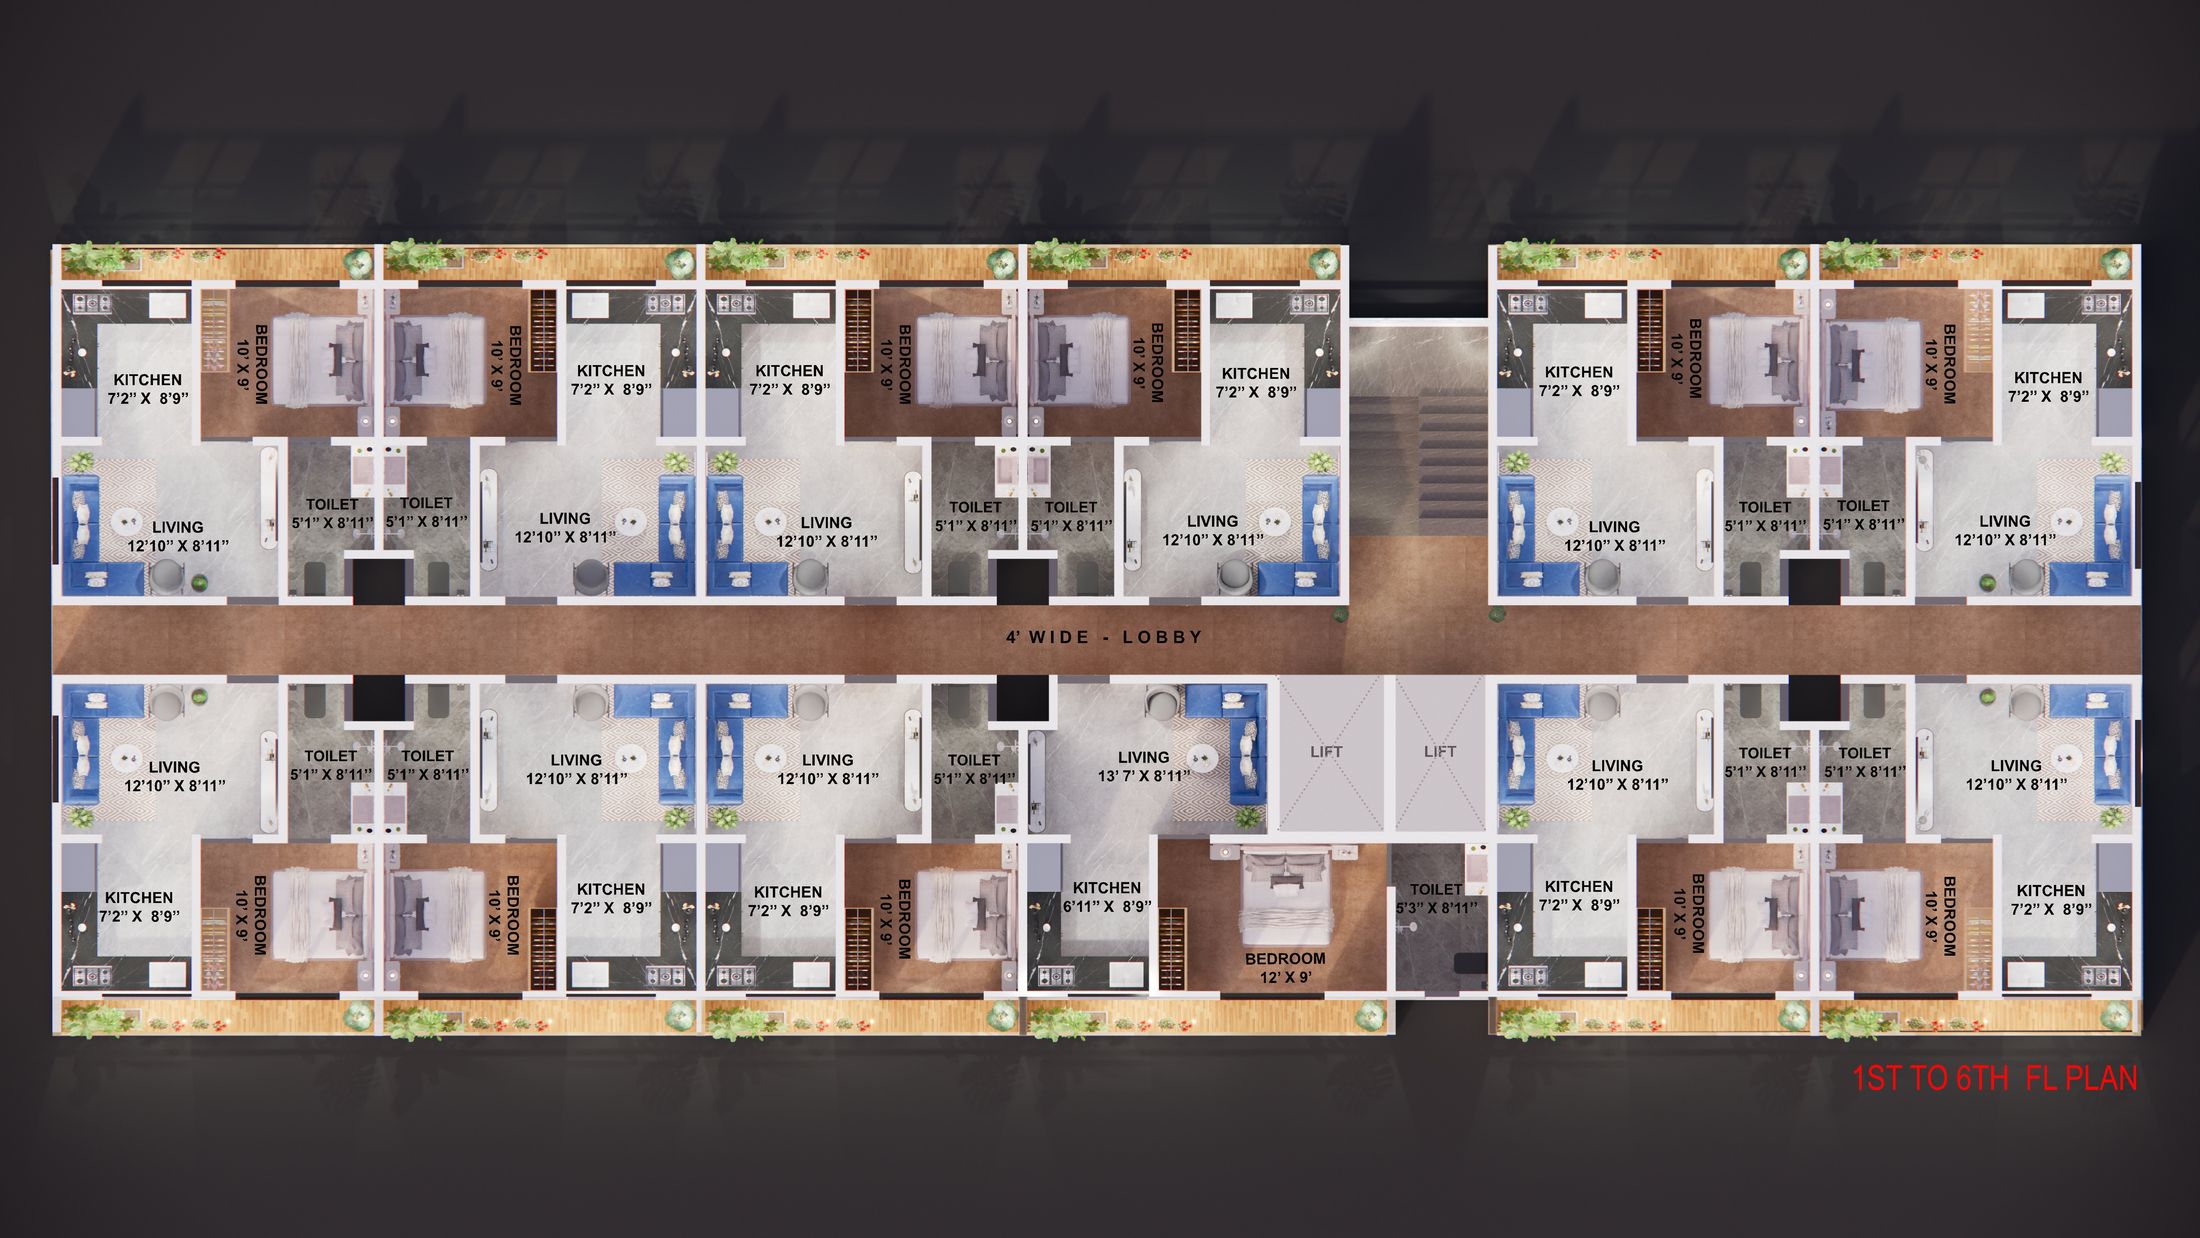 BEDROOM
10' X 9'
BEDROOM
10' X 9'
BEDROOM
10' X 9'
BEDROOM
10' X 9'
BEDROOM
10' X 9'
BEDROOM
10' X 9'
KITCHEN
7'2" X 8'9"
KITCHEN
7'2" X 8'9"
KITCHEN
7'2" X 8'9"
KITCHEN
7'2" X 8'9"
KITCHEN
7'2" X 8'9"
KITCHEN
7'2" X 8'9"
LIVING
12'10" X 8'11"
TOILET
5'1" X 8'11"
TOILET
5'1" X 8'11"
LIVING
12'10" X 8'11"
LIVING
12'10" X 8'11"
TOILET
5'1" X 8'11"
TOILET
5'1" X 8'11"
LIVING
12'10" X 8'11"
LIVING
12'10" X 8'11"
TOILET
5'1" X 8'11"
TOILET
5'1" X 8'11"
LIVING
12'10" X 8'11"
4' WIDE - LOBBY
LIVING
12'10" X 8'11"
TOILET
5'1" X 8'11"
TOILET
5'1" X 8'11"
LIVING
12'10" X 8'11"
LIVING
12'10" X 8'11"
TOILET
5'1" X 8'11"
LIVING
13' 7' X 8'11"
LIFT
LIFT
LIVING
12'10" X 8'11"
TOILET
5'1" X 8'11"
TOILET
5'1" X 8'11"
LIVING
12'10" X 8'11"
KITCHEN
7'2" X 8'9"
BEDROOM
10' X 9'
BEDROOM
10' X 9'
KITCHEN
7'2" X 8'9"
KITCHEN
7'2" X 8'9"
BEDROOM
10' X 9'
KITCHEN
6'11" X 8'9"
BEDROOM
12' X 9'
TOILET
5'3" X 8'11"
KITCHEN
7'2" X 8'9"
BEDROOM
10' X 9'
BEDROOM
10' X 9'
KITCHEN
7'2" X 8'9"
1ST TO 6TH FL PLAN